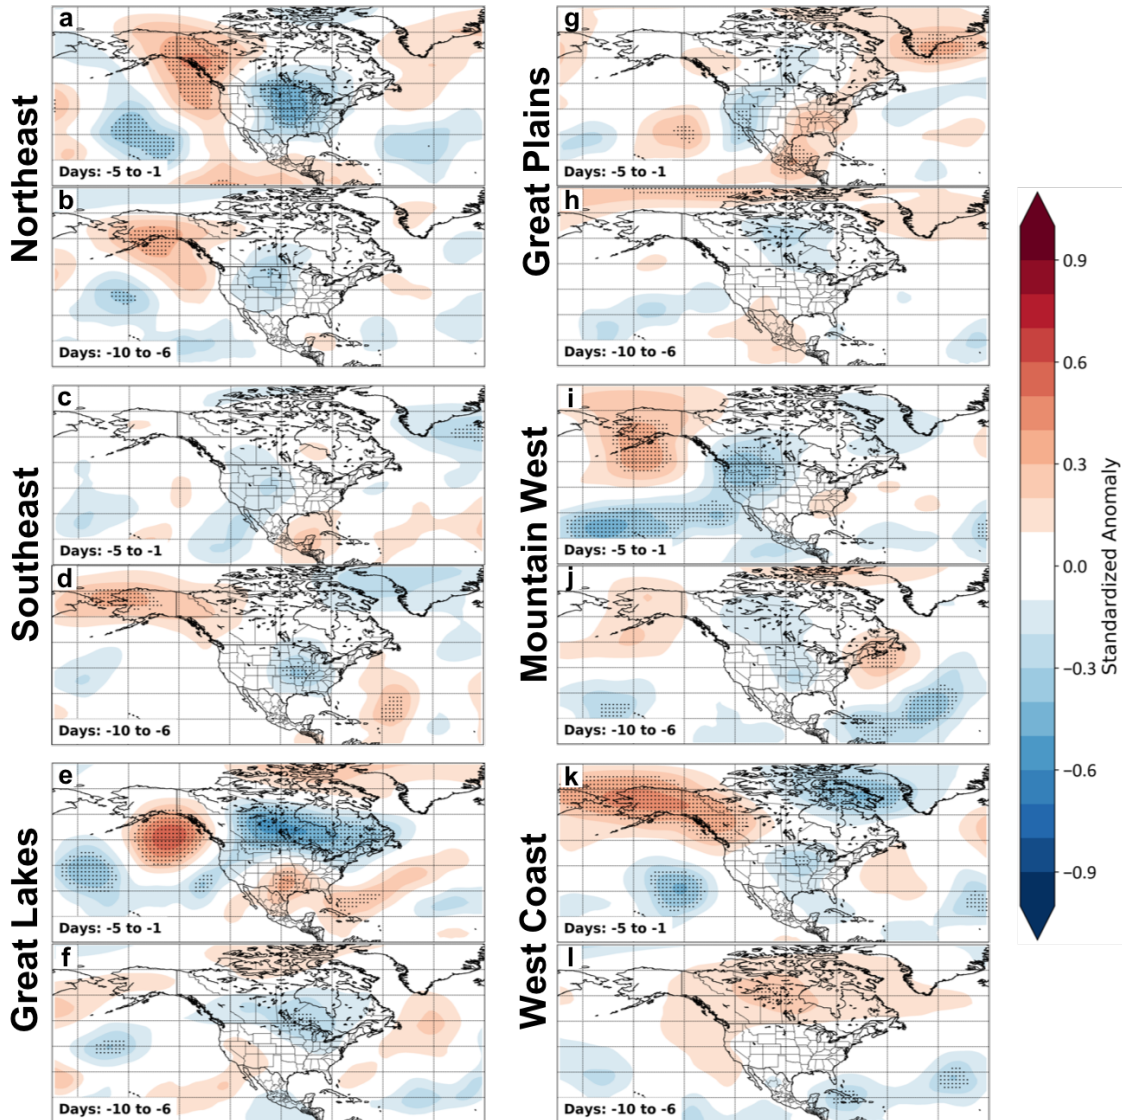 Northeast
a
Days: -5 to -1
b
Days: -10 to -6
Southeast
c
Days: -5 to -1
d
Days: -10 to -6
Great Lakes
e
Days: -5 to -1
f
Days: -10 to -6
Great Plains
g
Days: -5 to -1
h
Days: -10 to -6
Mountain West
i
Days: -5 to -1
j
Days: -10 to -6
West Coast
k
Days: -5 to -1
l
Days: -10 to -6
0.9
0.6
0.3
0.0
−0.3
−0.6
−0.9
Standardized Anomaly